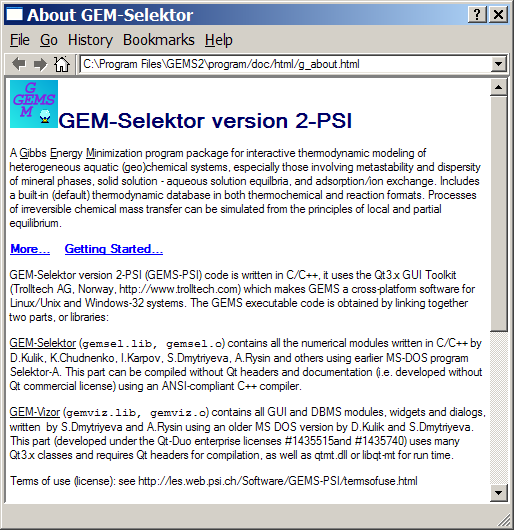 About GEM-Selektor
File Go History Bookmarks Help
C:\Program Files\GEMS2\program/doc/html/g_about.html
G
GEMS
M
GEM-Selektor version 2-PSI
A Gibbs Energy Minimization program package for interactive thermodynamic modeling of
heterogeneous aquatic (geo)chemical systems, especially those involving metastability and dispersity
of mineral phases, solid solution - aqueous solution equilbria, and adsorption/ion exchange. Includes
a built-in (default) thermodynamic database in both thermochemical and reaction formats. Processes
of irreversible chemical mass transfer can be simulated from the principles of local and partial
equilibrium.
More... Getting Started...
GEM-Selektor version 2-PSI (GEMS-PSI) code is written in C/C++, it uses the Qt3.x GUI Toolkit
(Trolltech AG, Norway, http://www.trolltech.com) which makes GEMS a cross-platform software for
Linux/Unix and Windows-32 systems. The GEMS executable code is obtained by linking together
two parts, or libraries:
GEM-Selektor (gemsel.lib, gemsel.o) contains all the numerical modules written in C/C++ by
D.Kulik, K.Chudnenko, I.Karpov, S.Dmytriyeva, A.Rysin and others using earlier MS-DOS program
Selektor-A. This part can be compiled without Qt headers and documentation (i.e. developed without
Qt commercial license) using an ANSI-compliant C++ compiler.
GEM-Vizor (gemviz.lib, gemviz.o) contains all GUI and DBMS modules, widgets and dialogs,
written by S.Dmytriyeva and A.Rysin using an older MS DOS version by D.Kulik and S.Dmytriyeva.
This part (developed under the Qt-Duo enterprise licenses #1435515and #1435740) uses many
Qt3.x classes and requires Qt headers for compilation, as well as qtmt.dll or libqt-mt for run time.
Terms of use (license): see http://les.web.psi.ch/Software/GEMS-PSI/termsofuse.html